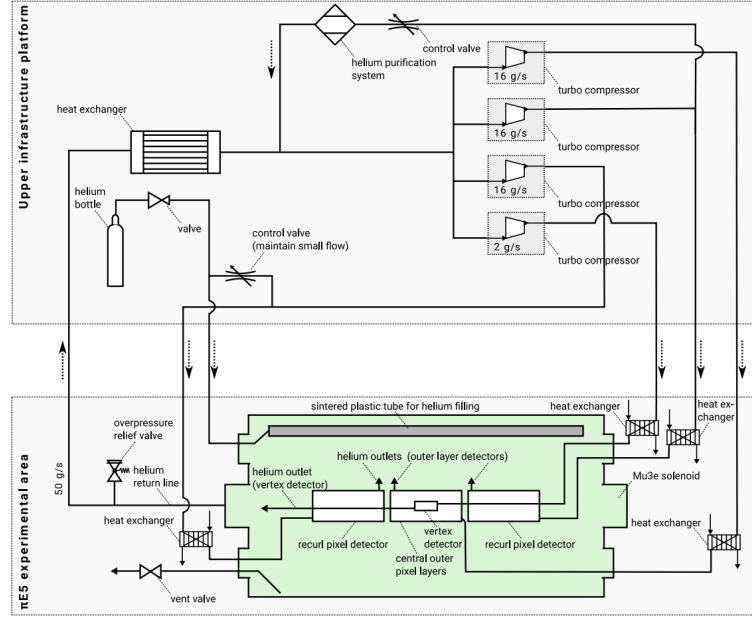 Upper infrastructure platform
helium purification
system
control valve
16 g/s
turbo compressor
heat exchanger
16 g/s
turbo compressor
helium
bottle
valve
16 g/s
turbo compressor
control valve
(maintain small flow)
2 g/s
turbo compressor
πE5 experimental area
50 g/s
sintered plastic tube for helium filling
heat exchanger
heat ex-
changer
overpressure
relief valve
helium
return line
helium outlets
(outer layer detectors)
helium outlet
(vertex detector)
Mu3e solenoid
heat exchanger
recurl pixel detector
vertex
detector
central outer
pixel layers
recurl pixel detector
heat exchanger
vent valve